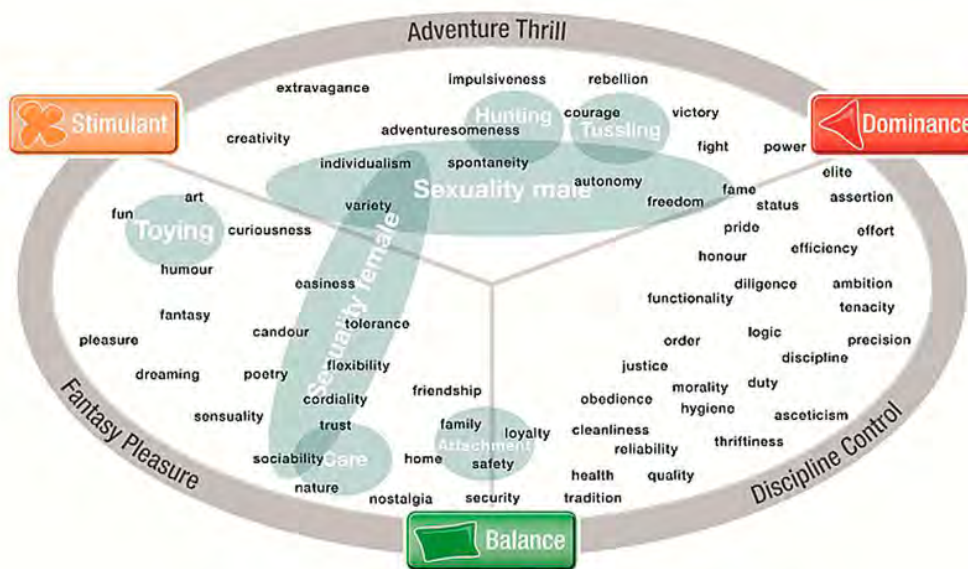 Adventure Thrill
Stimulant
Dominance
extravagance
impulsiveness
rebellion
Hunting
courage
victory
Tussling
creativity
adventuresomeness
fight
power
individualism
spontaneity
elite
Sexuality male
autonomy
fame
assertion
art
variety
freedom
status
fun
Toying
curiousness
pride
effort
honour
efficiency
humour
Sexuality female
easiness
diligence
ambition
functionality
tenacity
fantasy
candour
tolerance
pleasure
order
logic
precision
dreaming
poetry
flexibility
justice
discipline
friendship
morality
duty
cordiality
obedience
hygiene
sensuality
asceticism
trust
family
loyalty
cleanliness
Attachment
reliability
thriftiness
sociability
Care
home
safety
health
quality
nature
nostalgia
security
tradition
Fantasy Pleasure
Discipline Control
Balance